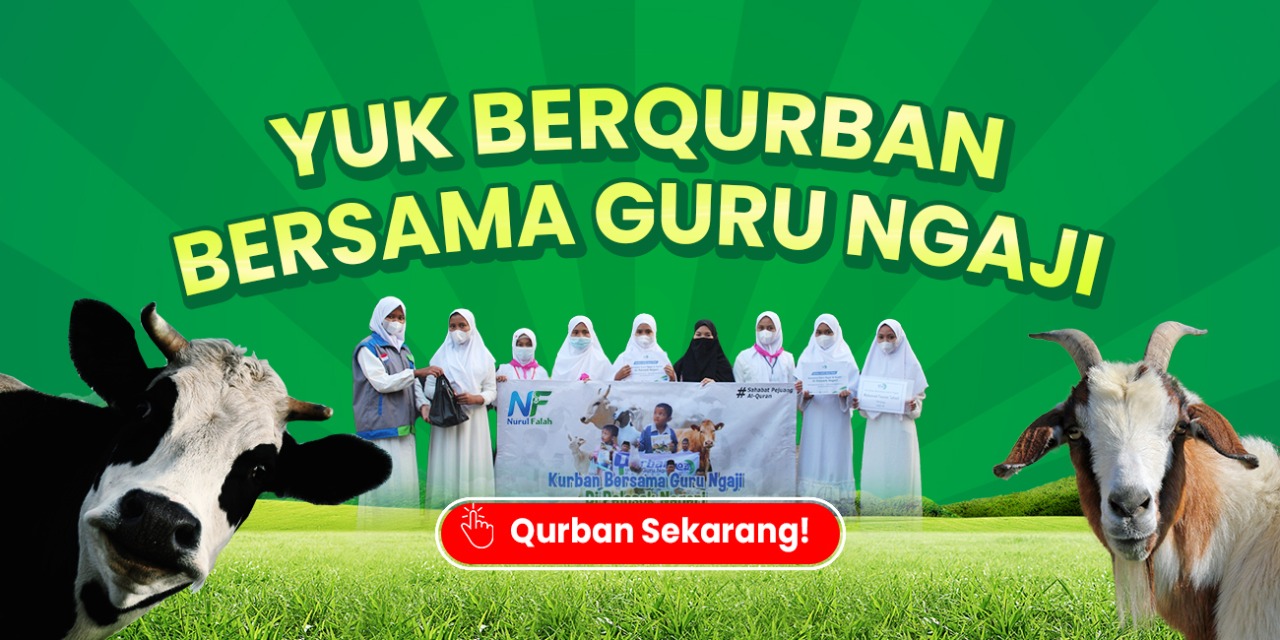 YUK BERQURBAN
BERSAMA GURU NGAJI
NF
Nurul Falah
#Sahabat Pejuang
Al-Quran
Kurban Bersama Guru Ngaji
Qurban Sekarang!